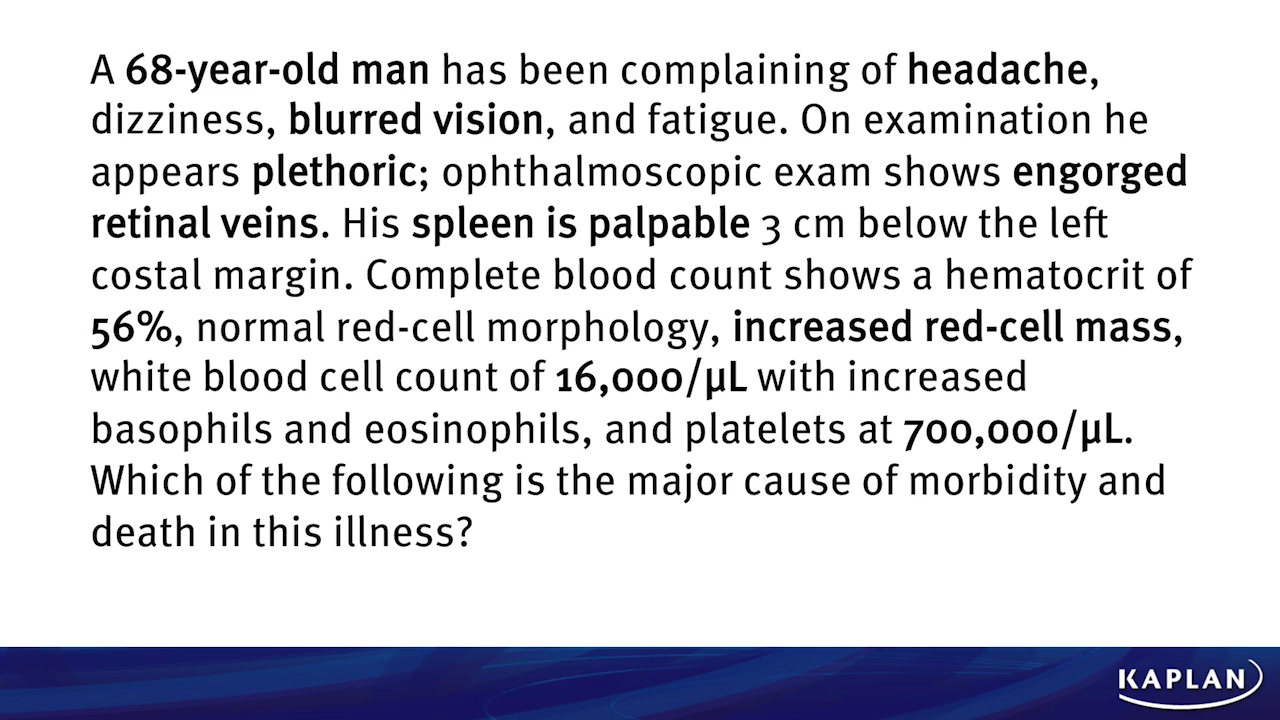 A 68-year-old man has been complaining of headache,
dizziness, blurred vision, and fatigue. On examination he
appears plethoric; ophthalmoscopic exam shows engorged
retinal veins. His spleen is palpable 3 cm below the left
costal margin. Complete blood count shows a hematocrit of
56%, normal red-cell morphology, increased red-cell mass,
white blood cell count of 16,000/μL with increased
basophils and eosinophils, and platelets at 700,000/μL.
Which of the following is the major cause of morbidity and
death in this illness?
KAPLAN